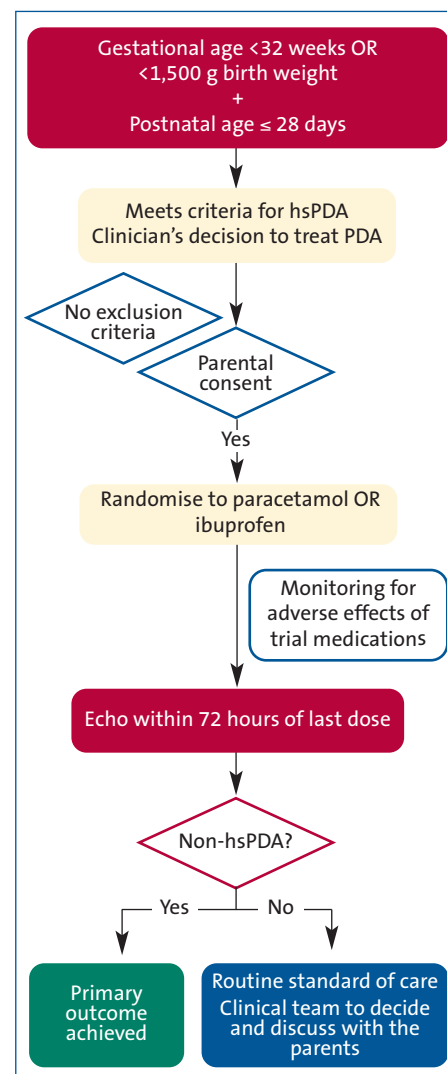 Gestational age <32 weeks OR
<1,500 g birth weight
+
Postnatal age ≤ 28 days
Meets criteria for hsPDA
Clinician's decision to treat PDA
No exclusion
criteria
Parental
consent
Yes
Randomise to paracetamol OR
ibuprofen
Monitoring for
adverse effects of
trial medications
Echo within 72 hours of last dose
Non-hsPDA?
Yes
No
Primary
outcome
achieved
Routine standard of care
Clinical team to decide
and discuss with the
parents